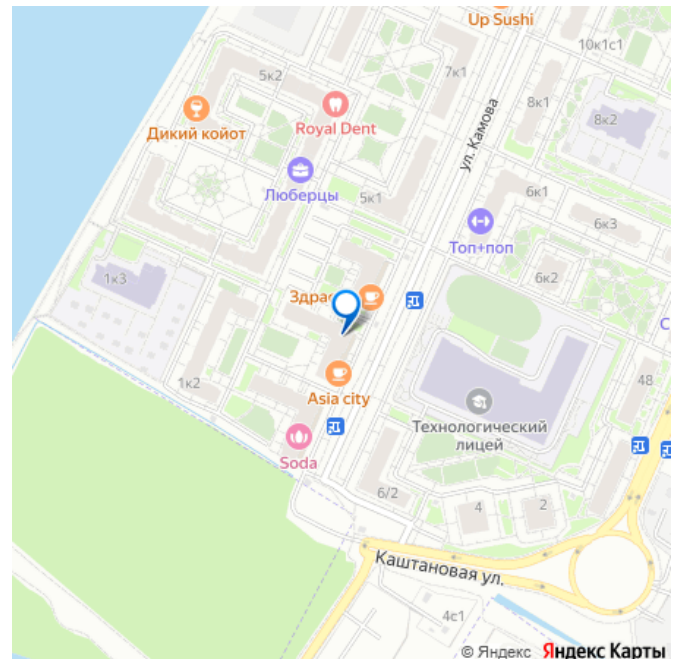 Up Sushi
10к1с1
5к2
7к1
8к1
8к2
Royal Dent
Дикий койот
ул. Камова
Люберцы
5к1
6к1
6к3
Топ+поп
6к2
1к3
Asia city
1к2
48
Технологический
лицей
Soda
6/2
4
2
Каштановая ул.
4с1
© Яндекс Яндекс Карты